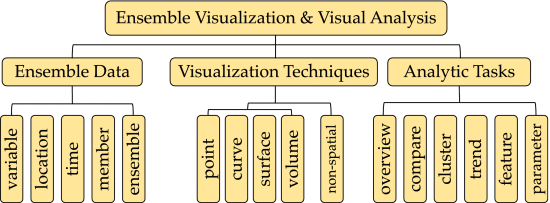 Ensemble Visualization & Visual Analysis
Ensemble Data
Visualization Techniques
Analytic Tasks
variable
location
time
member
ensemble
point
curve
surface
volume
non-spatial
overview
compare
cluster
trend
feature
parameter